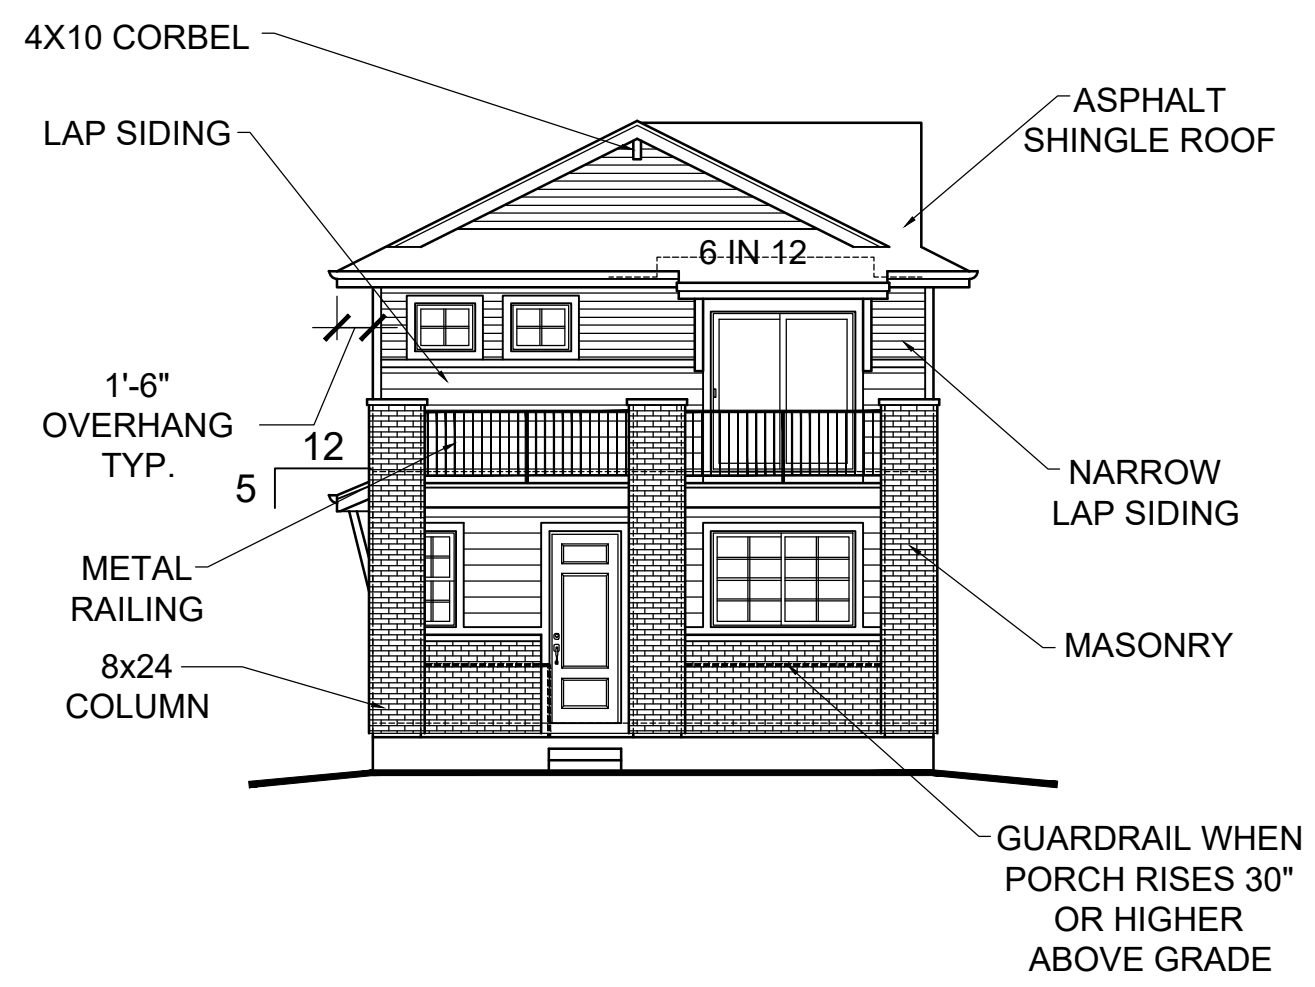 4X10 CORBEL
LAP SIDING
ASPHALT
SHINGLE ROOF
6 IN 12
1'-6"
OVERHANG
TYP.
12
5
METAL
RAILING
8x24
COLUMN
NARROW
LAP SIDING
MASONRY
GUARDRAIL WHEN
PORCH RISES 30"
OR HIGHER
ABOVE GRADE